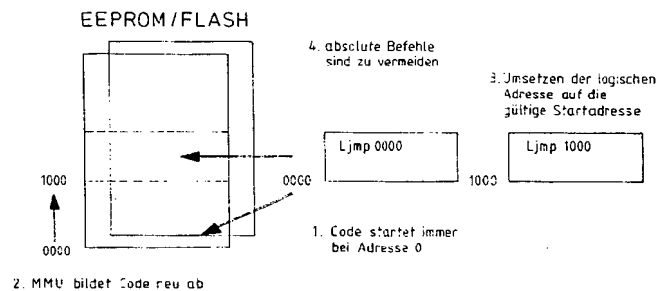 EEPROM/FLASH
4. absolute Befehle
sind zu vermeiden
3. Umsetzen der logischen
Adresse auf die
gültige Startadresse
Ljmp 0000
Ljmp 1000
1000
0000
1000
0000
1. Code startet immer
bei Adresse 0
2. MMU bildet Code neu ab